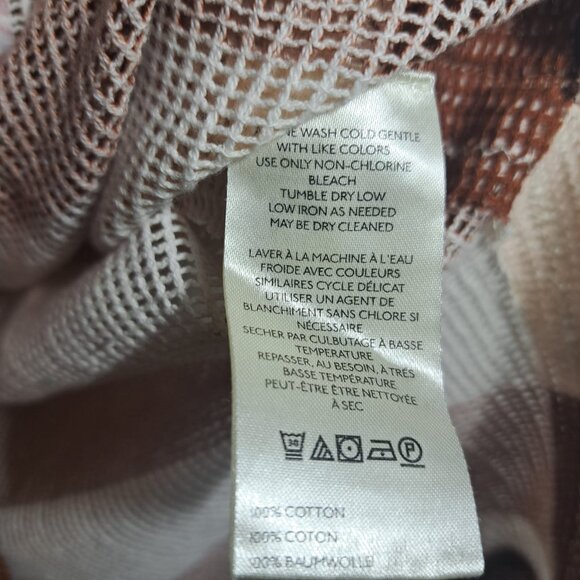 WASH COLD GENTLE
WITH LIKE COLORS
USE ONLY NON-CHLORINE
BLEACH
TUMBLE DRY LOW
LOW IRON AS NEEDED
MAY BE DRY CLEANED
LAVER À LA MACHINE À L'EAU
FROIDE AVEC COULEURS
SIMILAIRES CYCLE DÉLICAT
UTILISER UN AGENT DE
BLANCHIMENT SANS CHLORE SI
NÉCESSAIRE
SECHER PAR CULBUTAGE À BASSE
TEMPÉRATURE
REPASSER, AU BESOIN, À TRÈS
BASSE TEMPÉRATURE
PEUT-ÊTRE ÊTRE NETTOYÉE
À SEC
30 P
100% COTTON
100% COTON
100% BAUMWOLLE